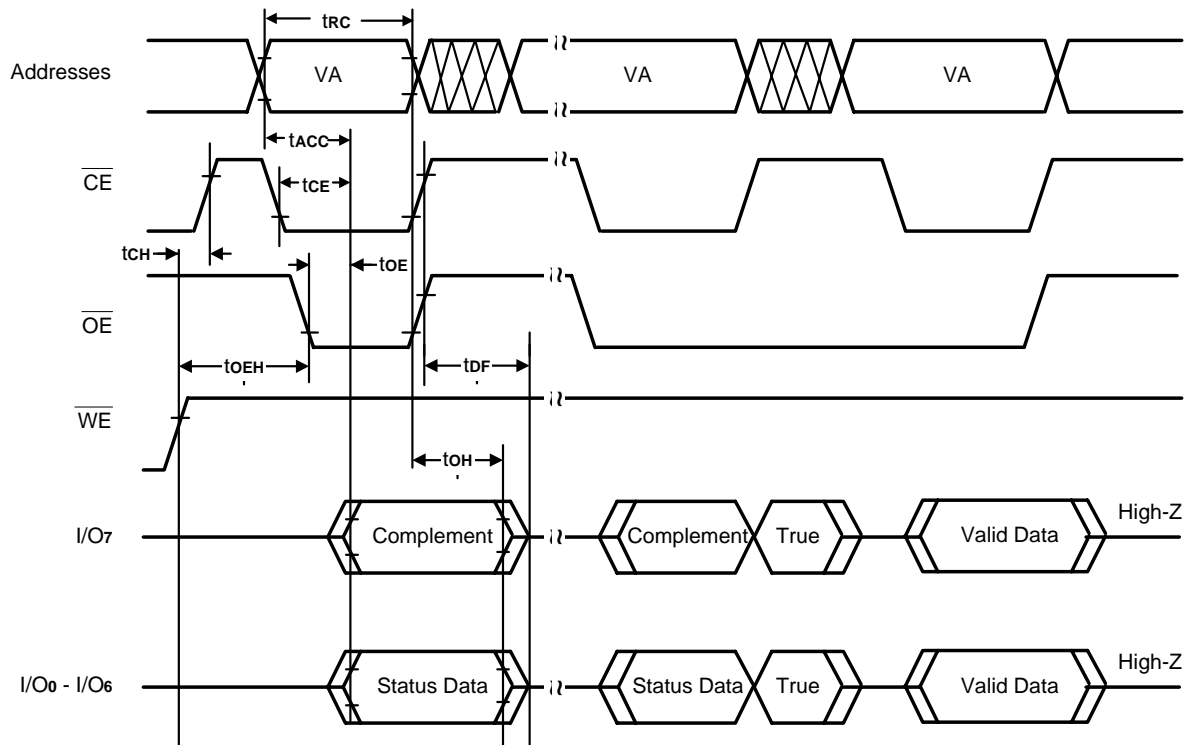 tRC
Addresses VA VA VA
tACC
CE
tCE
tCH
tOE
OE
tOEH tDF
WE
tOH
I/O7 Complement Complement True Valid Data High-Z
I/O0 - I/O6 Status Data Status Data True Valid Data High-Z